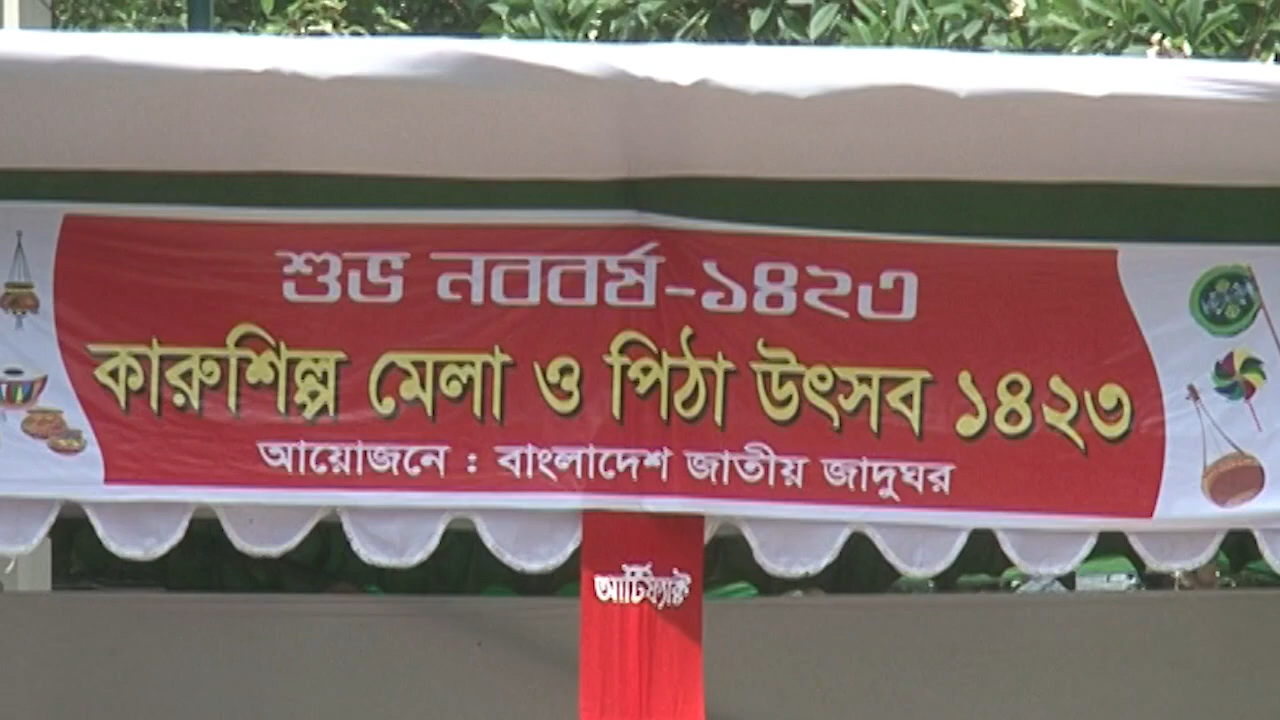 শুভ নববর্ষ-১৪২৩
কারুশিল্প মেলা ও পিঠা উৎসব ১৪২৩
আয়োজনে : বাংলাদেশ জাতীয় জাদুঘর
আর্টিফ্যাক্ট